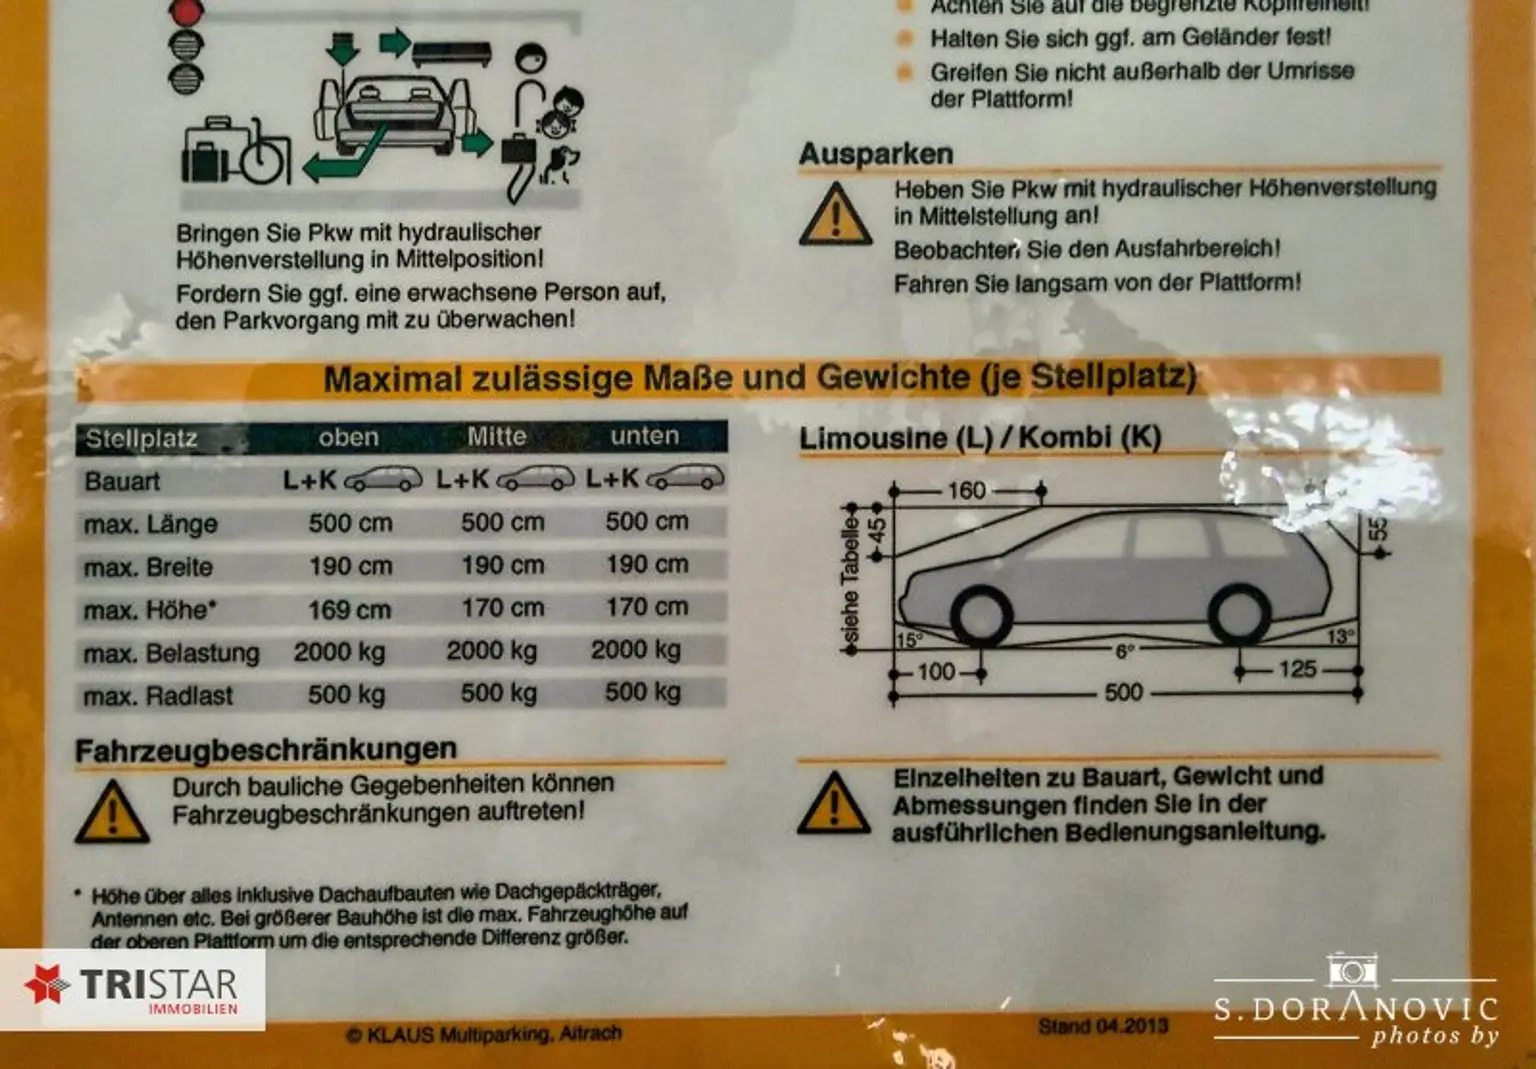 Achten Sie auf die begrenzte Kopffreiheit!
Halten Sie sich ggf. am Geländer fest!
Greifen Sie nicht außerhalb der Umrisse
der Plattform!
Bringen Sie Pkw mit hydraulischer
Höhenverstellung in Mittelposition!
Fordern Sie ggf. eine erwachsene Person auf,
den Parkvorgang mit zu überwachen!
Ausparken
Heben Sie Pkw mit hydraulischer Höhenverstellung
in Mittelstellung an!
Beobachten Sie den Ausfahrbereich!
Fahren Sie langsam von der Plattform!
Maximal zulässige Maße und Gewichte (je Stellplatz)
Stellplatz oben Mitte unten
Bauart L+K L+K L+K
max. Länge 500 cm 500 cm 500 cm
max. Breite 190 cm 190 cm 190 cm
max. Höhe* 169 cm 170 cm 170 cm
max. Belastung 2000 kg 2000 kg 2000 kg
max. Radlast 500 kg 500 kg 500 kg
Limousine (L) / Kombi (K)
160
45
55
siehe Tabelle
15°
6°
13°
100
125
500
Fahrzeugbeschränkungen
Durch bauliche Gegebenheiten können
Fahrzeugbeschränkungen auftreten!
Einzelheiten zu Bauart, Gewicht und
Abmessungen finden Sie in der
ausführlichen Bedienungsanleitung.
* Höhe über alles inklusive Dachaufbauten wie Dachgepäckträger,
Antennen etc. Bei größerer Bauhöhe ist die max. Fahrzeughöhe auf
der oberen Plattform um die entsprechende Differenz größer.
TRISTAR
IMMOBILIEN
© KLAUS Multiparking, Aitrach
Stand 04.2013
S.DORANOVIC
photos by